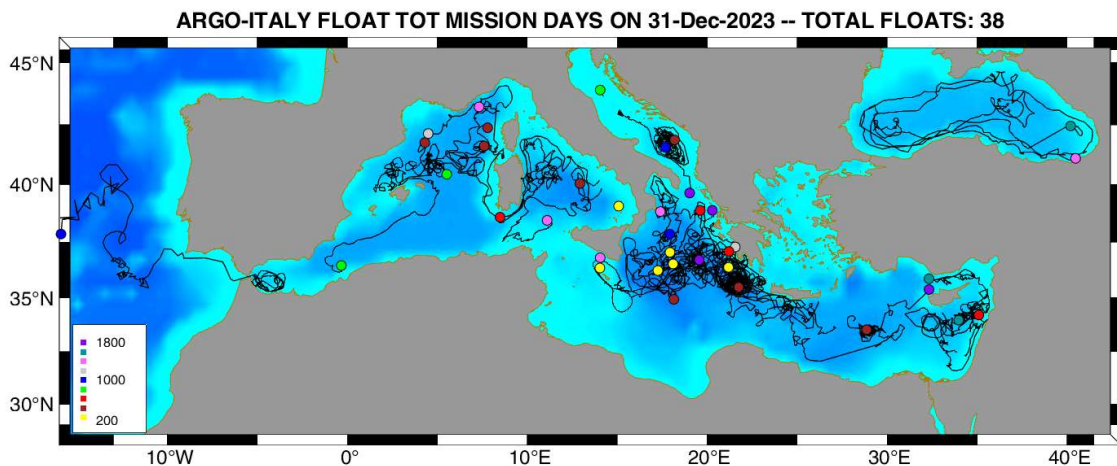 ARGO-ITALY FLOAT TOT MISSION DAYS ON 31-Dec-2023 -- TOTAL FLOATS: 38
45°N
40°N
35°N
30°N
1800
1000
200
10°W
0°
10°E
20°E
30°E
40°E